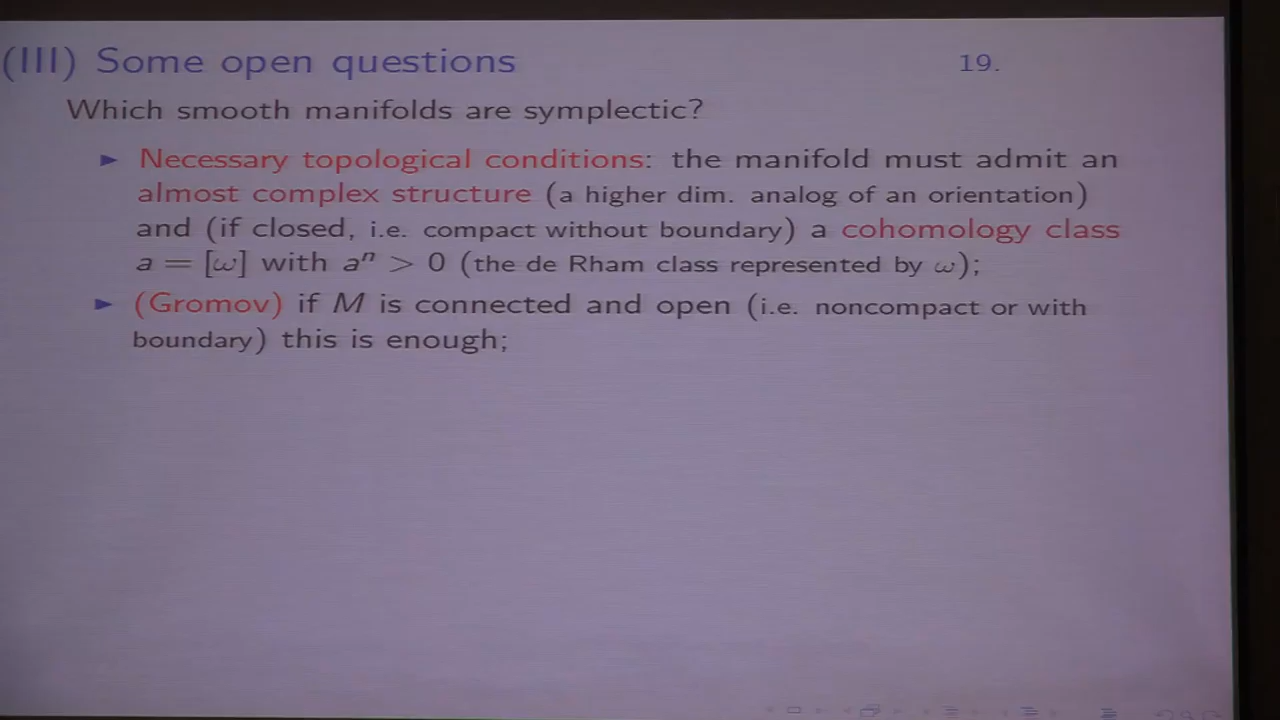 (III) Some open questions 19.
Which smooth manifolds are symplectic?
► Necessary topological conditions: the manifold must admit an
almost complex structure (a higher dim. analog of an orientation)
and (if closed, i.e. compact without boundary) a cohomology class
a = [ω] with aⁿ > 0 (the de Rham class represented by ω);
► (Gromov) if M is connected and open (i.e. noncompact or with
boundary) this is enough;